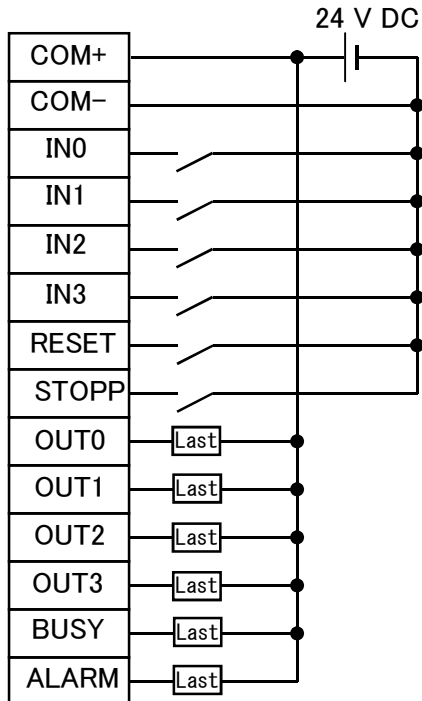 24 V DC
COM+
COM-
IN0
IN1
IN2
IN3
RESET
STOPP
OUT0 Last
OUT1 Last
OUT2 Last
OUT3 Last
BUSY Last
ALARM Last